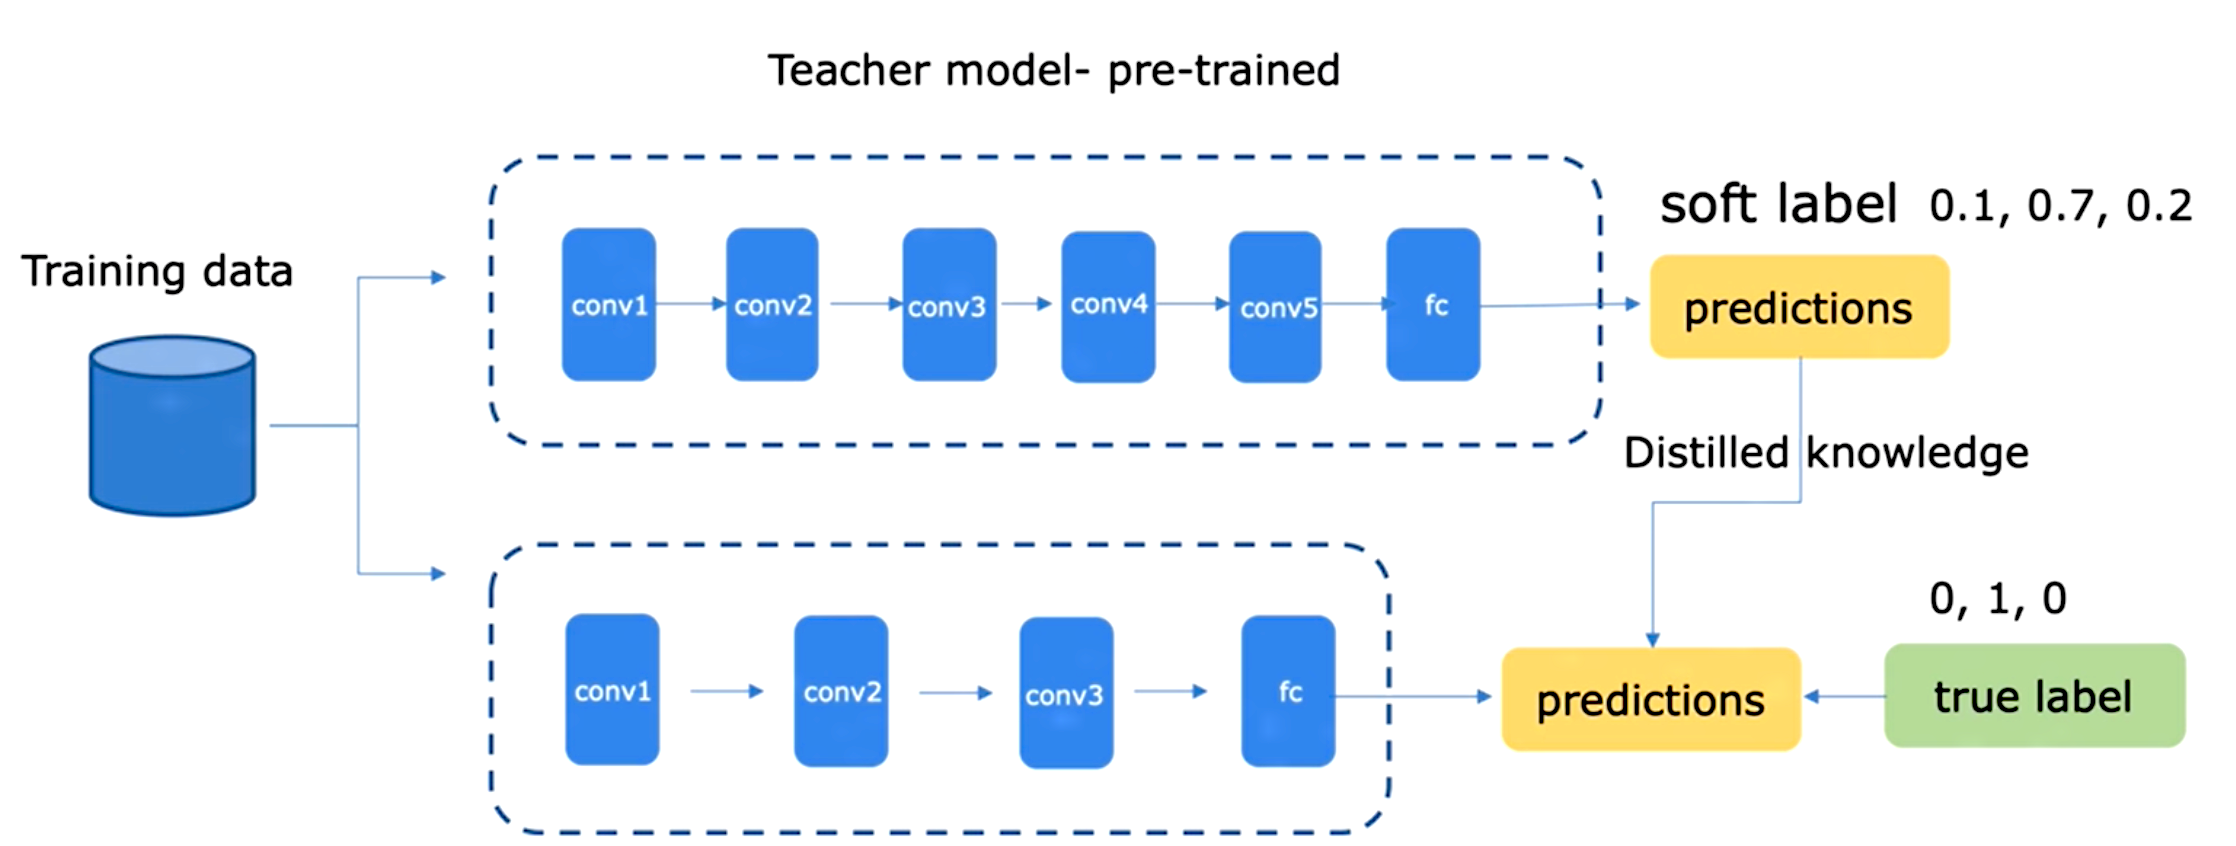 Teacher model- pre-trained
soft label 0.1, 0.7, 0.2
Training data
conv1
conv2
conv3
conv4
conv5
fc
predictions
Distilled knowledge
0, 1, 0
conv1
conv2
conv3
fc
predictions
true label